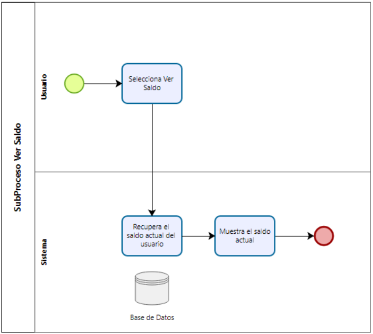 SubProceso Ver Saldo
Usuario
Selecciona Ver
Saldo
Sistema
Recupera el
saldo actual del
usuario
Muestra el saldo
actual
Base de Datos